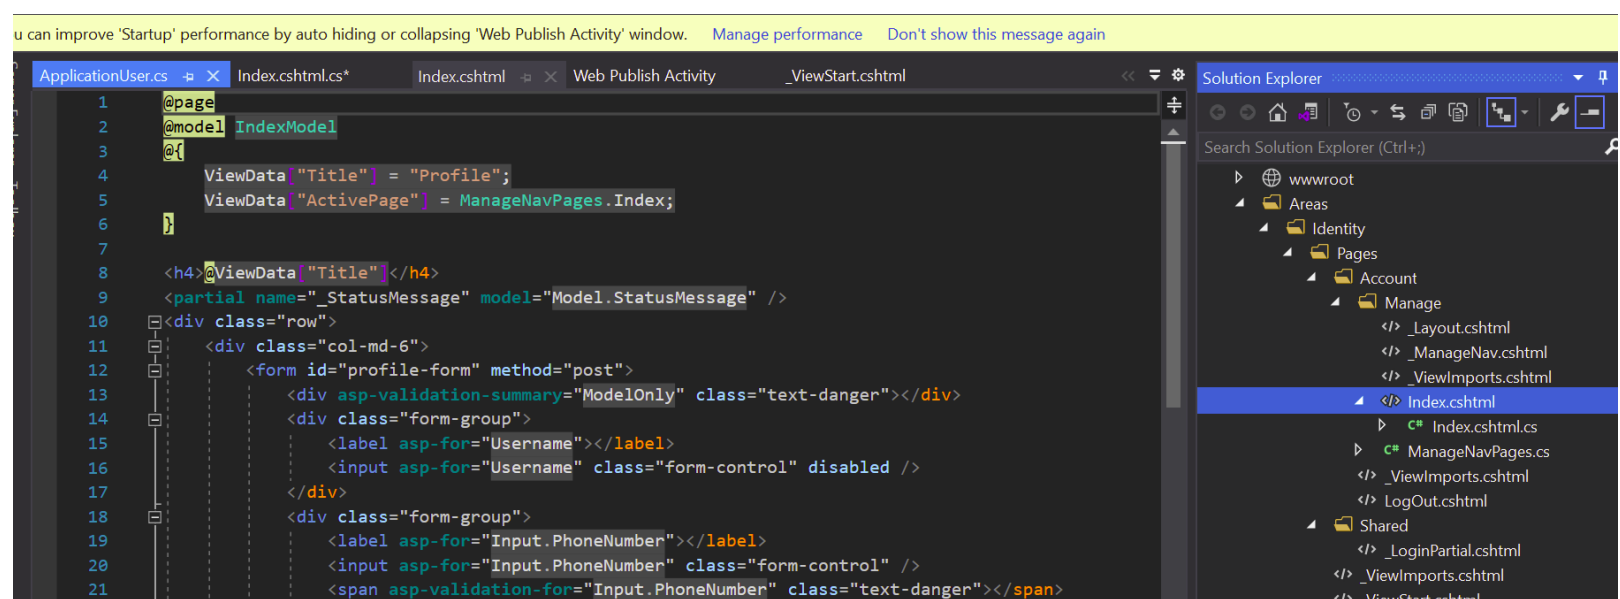 u can improve 'Startup' performance by auto hiding or collapsing 'Web Publish Activity' window. Manage performance Don't show this message again
ApplicationUser.cs Index.cshtml.cs* Index.cshtml Web Publish Activity _ViewStart.cshtml
1 @page
2 @model IndexModel
3 @{
4 ViewData["Title"] = "Profile";
5 ViewData["ActivePage"] = ManageNavPages.Index;
6 }
7
8 <h4>@ViewData["Title"]</h4>
9 <partial name="_StatusMessage" model="Model.StatusMessage" />
10 <div class="row">
11 <div class="col-md-6">
12 <form id="profile-form" method="post">
13 <div asp-validation-summary="ModelOnly" class="text-danger"></div>
14 <div class="form-group">
15 <label asp-for="Username"></label>
16 <input asp-for="Username" class="form-control" disabled />
17 </div>
18 <div class="form-group">
19 <label asp-for="Input.PhoneNumber"></label>
20 <input asp-for="Input.PhoneNumber" class="form-control" />
21 <span asp-validation-for="Input.PhoneNumber" class="text-danger"></span>
Solution Explorer
Search Solution Explorer (Ctrl+;)
wwwroot
Areas
Identity
Pages
Account
Manage
_Layout.cshtml
_ManageNav.cshtml
_ViewImports.cshtml
Index.cshtml
C# Index.cshtml.cs
C# ManageNavPages.cs
_ViewImports.cshtml
LogOut.cshtml
Shared
_LoginPartial.cshtml
_ViewImports.cshtml
_ViewStart.cshtml